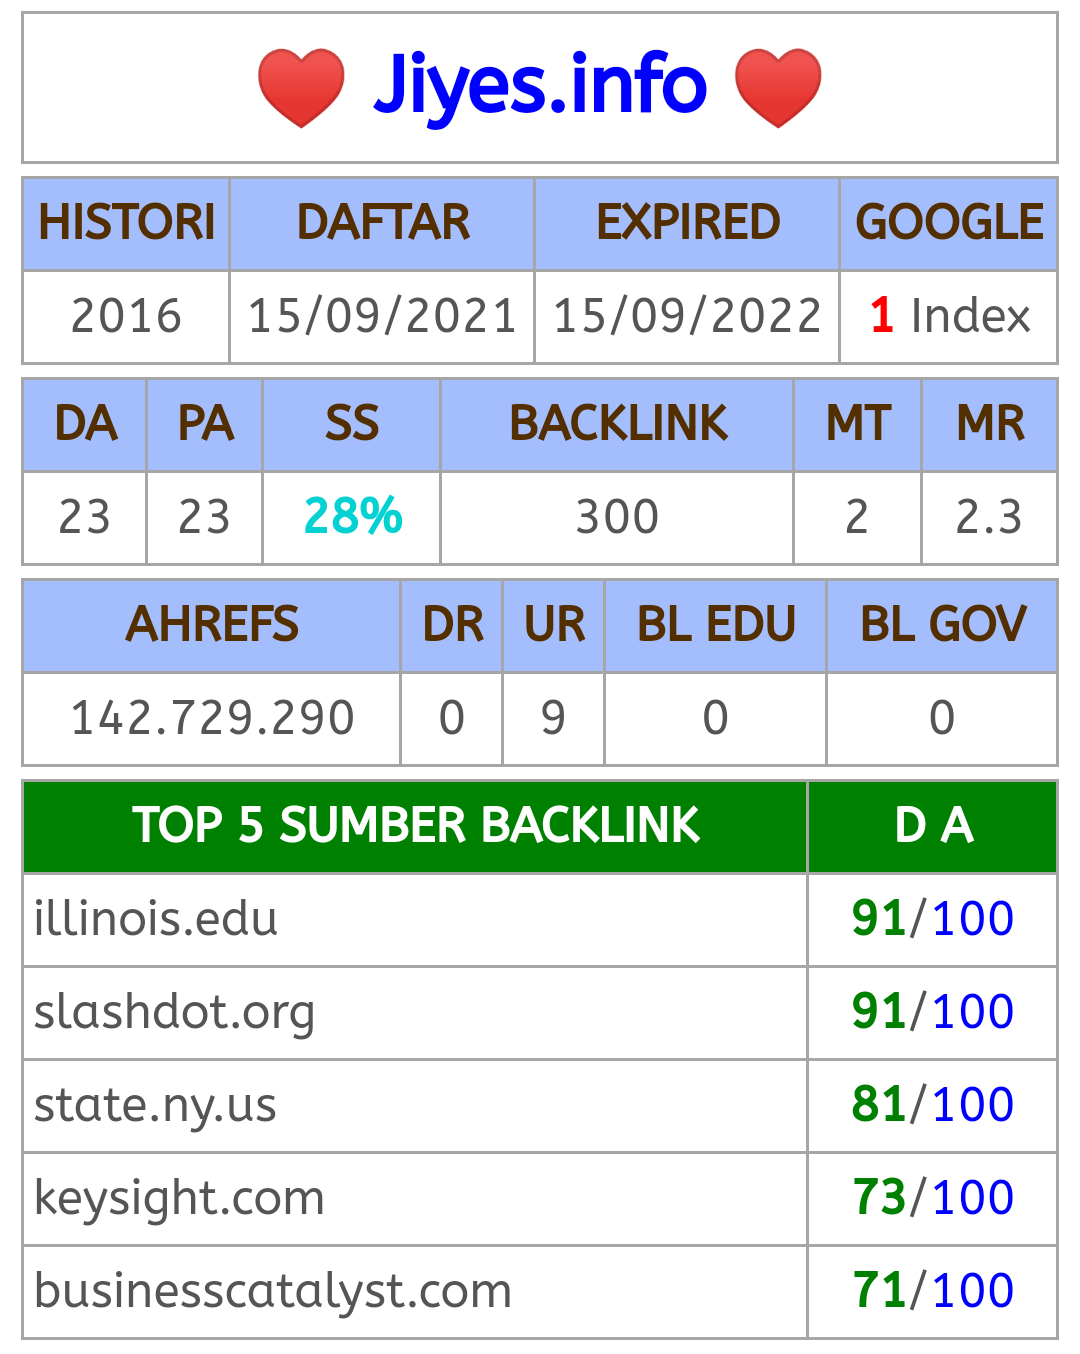 Jiyes.info
HISTORI DAFTAR EXPIRED GOOGLE
2016 15/09/2021 15/09/2022 1 Index
DA PA SS BACKLINK MT MR
23 23 28% 300 2 2.3
AHREFS DR UR BL EDU BL GOV
142.729.290 0 9 0 0
TOP 5 SUMBER BACKLINK D A
illinois.edu 91/100
slashdot.org 91/100
state.ny.us 81/100
keysight.com 73/100
businesscatalyst.com 71/100